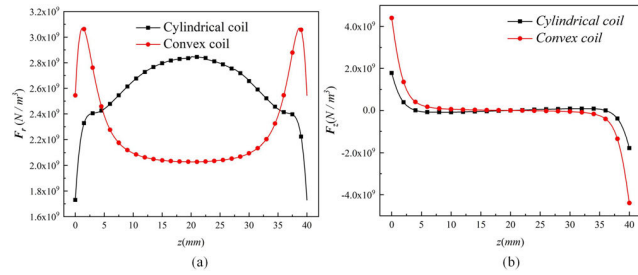 3.2x10⁹
3.0x10⁹
2.8x10⁹
2.6x10⁹
2.4x10⁹
2.2x10⁹
2.0x10⁹
1.8x10⁹
1.6x10⁹
Fᵣ (N / m³)
Cylindrical coil
Convex coil
0 5 10 15 20 25 30 35 40
z(mm)
(a)
4.0x10⁹
2.0x10⁹
0.0
-2.0x10⁹
-4.0x10⁹
F_z(N / m³)
Cylindrical coil
Convex coil
0 5 10 15 20 25 30 35 40
z(mm)
(b)